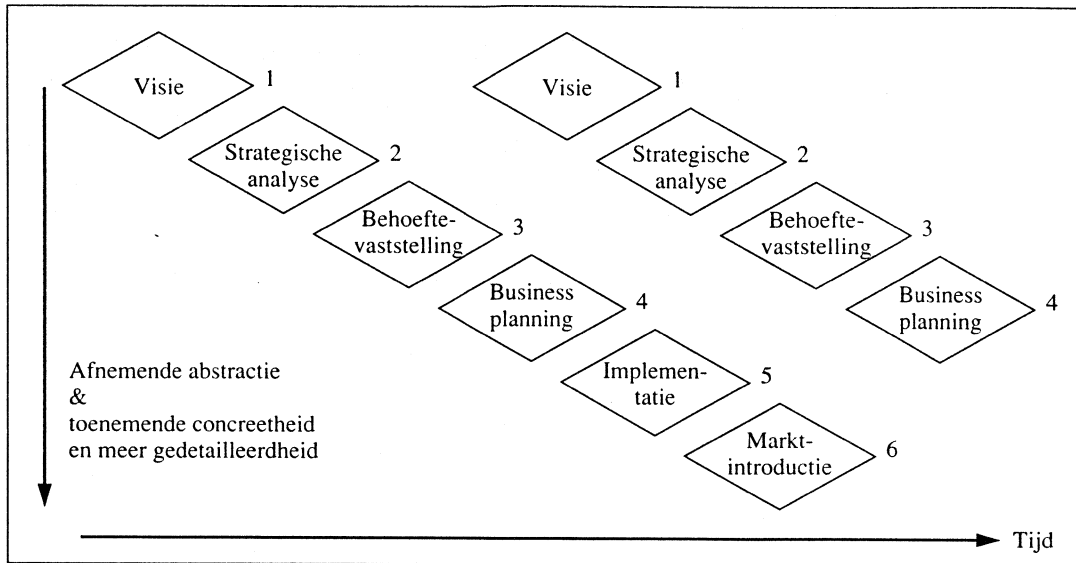 Visie
1
Strategische
analyse
2
Behoefte-
vaststelling
3
Business
planning
4
Implemen-
tatie
5
Markt-
introductie
6
Visie
1
Strategische
analyse
2
Behoefte-
vaststelling
3
Business
planning
4
Afnemende abstractie
&
toenemende concreetheid
en meer gedetailleerdheid
Tijd